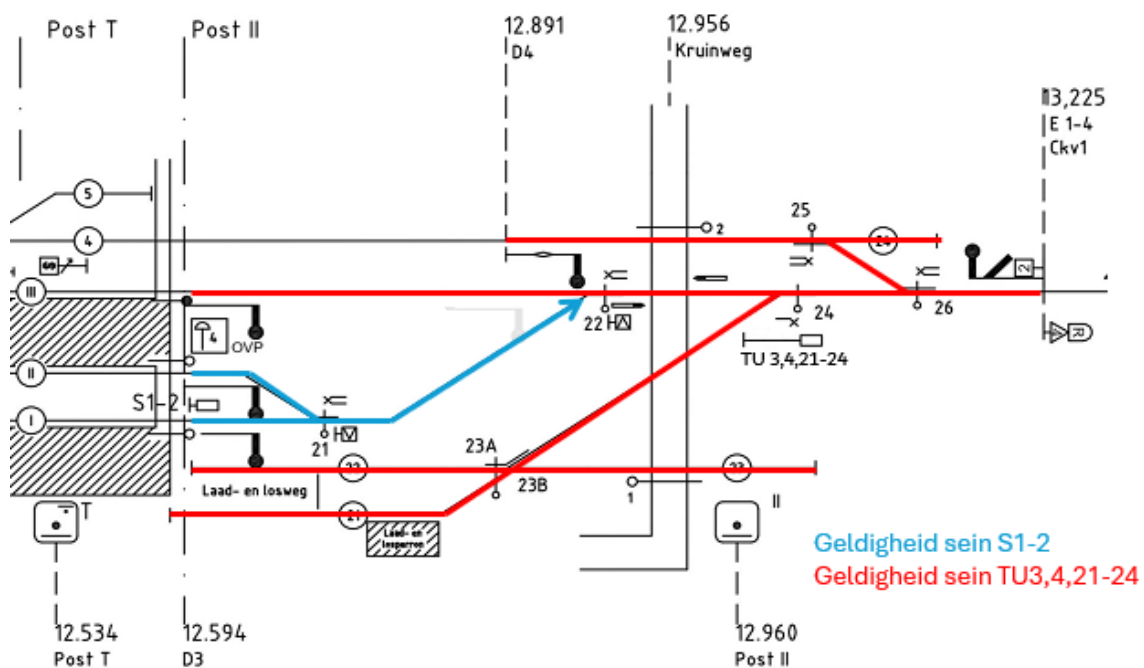 Post T
Post II
12.891
D4
12.956
Kruinweg
13,225
E 1-4
Ckv1
5
25
4
2
24
2
III
22
24
26
4
OVP
TU 3,4,21-24
II
S1-2
I
21
23A
22
23B
23
Laad- en losweg
1
T
21
Laad- en
losperron
II
R
Geldigheid sein S1-2
Geldigheid sein TU3,4,21-24
12.534
Post T
12.594
D3
12.960
Post II